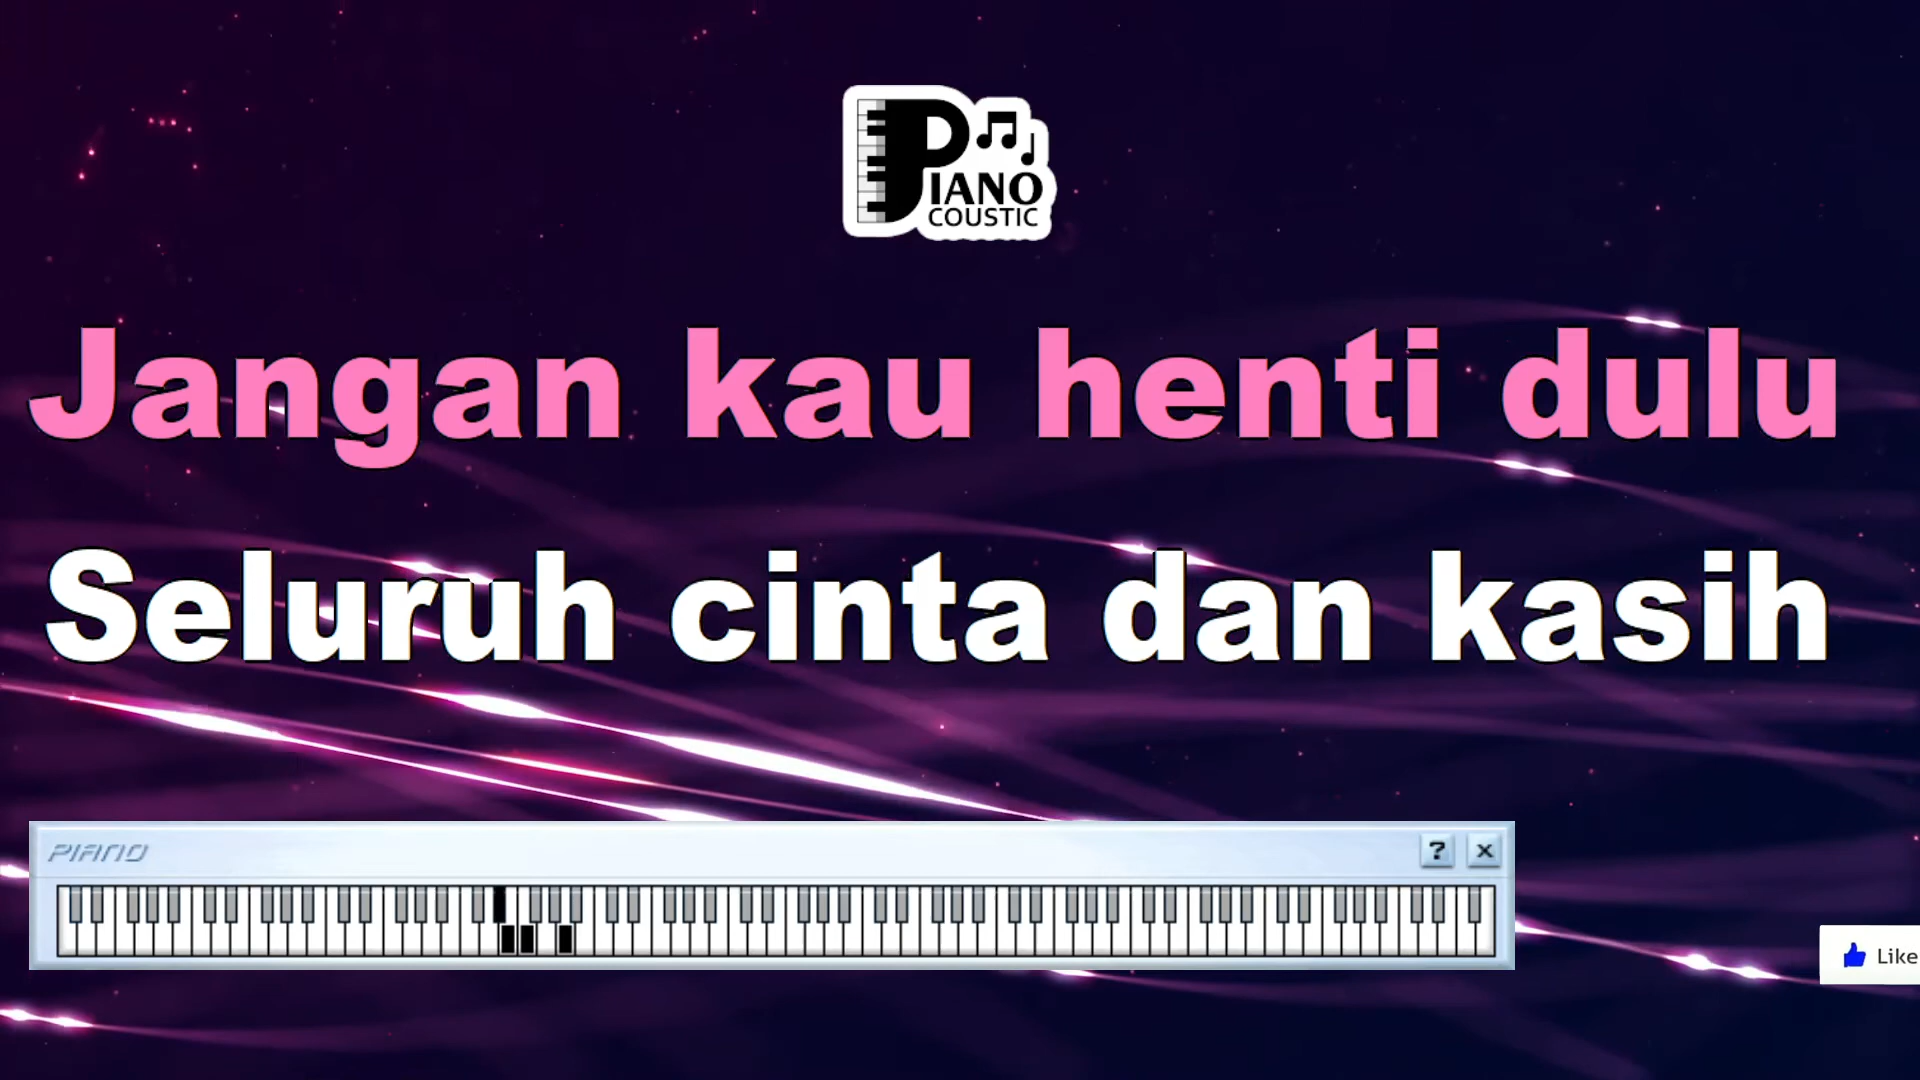 PIANO
COUSTIC
Jangan kau henti dulu
Seluruh cinta dan kasih
PIANO
? x
Like